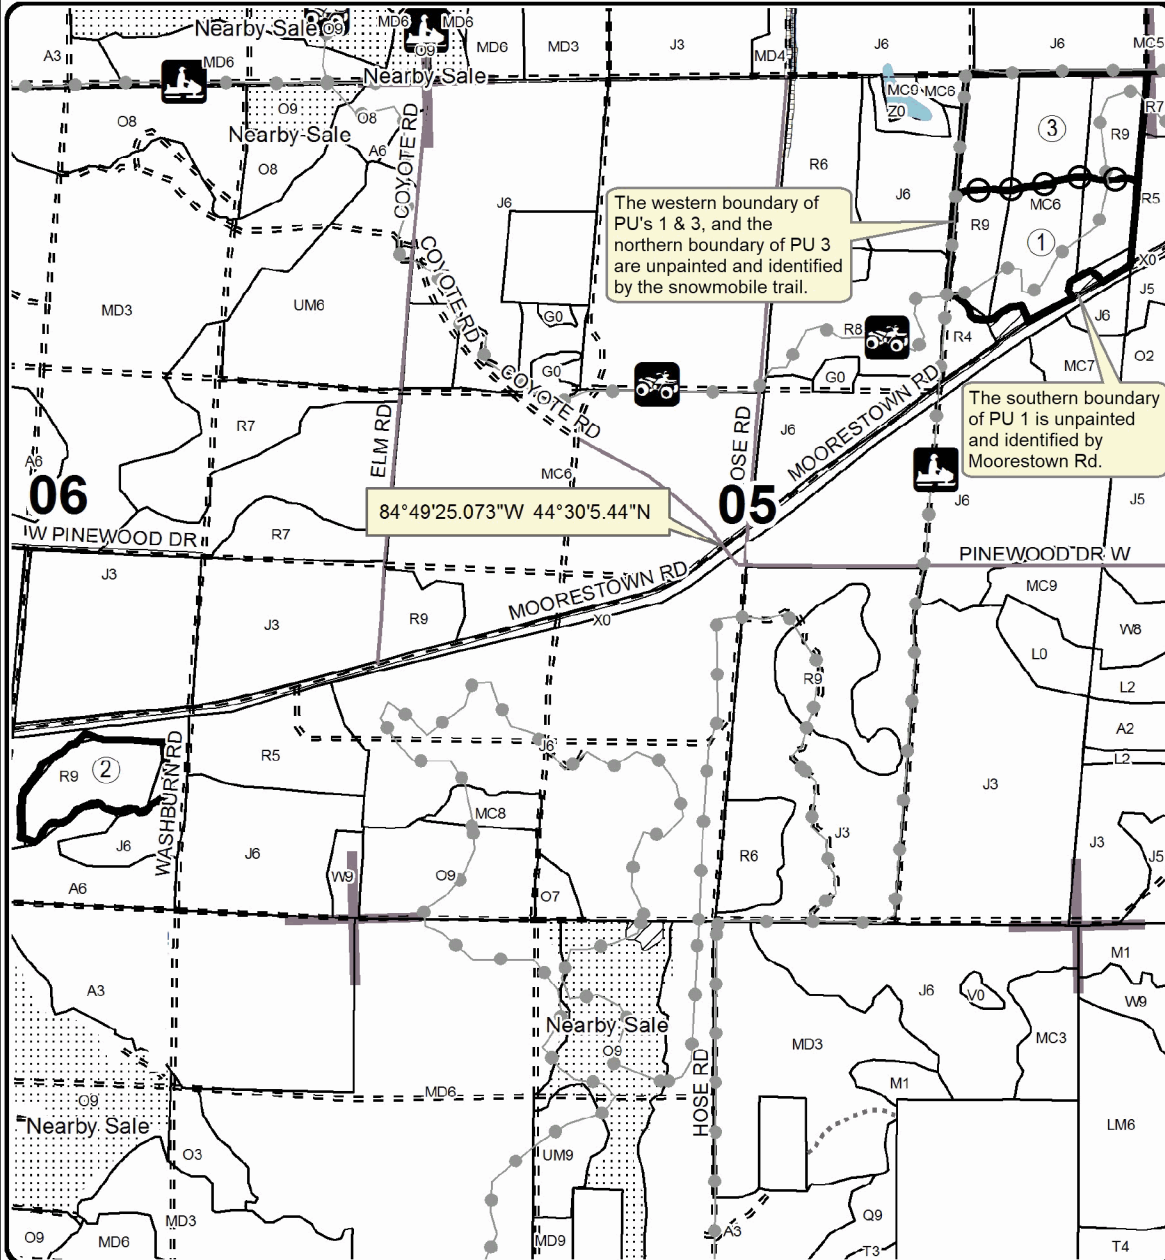 Nearby Sale
O9
MD6
MD6
O9
MD6
MD3
J3
MD4
J6
J6
MC5
A3
MD6
Nearby Sale
O9
Nearby Sale
O8
O8
A6
O8
COYOTE RD
MC9
MC6
Z0
3
R9
R7
R6
J6
J6
The western boundary of
PU's 1 & 3, and the
northern boundary of PU 3
are unpainted and identified
by the snowmobile trail.
R9
MC6
R5
1
X0
J5
J6
MD3
UM6
COYOTE RD
G0
R8
R4
MC7
O2
G0
G0
COYOTE RD
The southern boundary
of PU 1 is unpainted
and identified by
Moorestown Rd.
R7
ELM RD
OSE RD
J6
MOORESTOWN RD
A6
06
MC6
05
J6
J5
84°49'25.073"W 44°30'5.44"N
W PINEWOOD DR
R7
PINEWOOD DR W
J3
MOORESTOWN RD
MC9
J3
R9
X0
W8
L0
L2
R9
A2
L2
R9
2
WASHBURN RD
R5
J6
J3
MC8
J3
J3
J5
J6
J6
R6
A6
W9
O9
O7
A3
M1
J6
V0
W9
Nearby Sale
O9
MD3
MC3
M1
MD6
O9
Nearby Sale
HOSE RD
LM6
O3
UM9
MD3
Q9
O9
MD6
MD9
A3
T3
T4